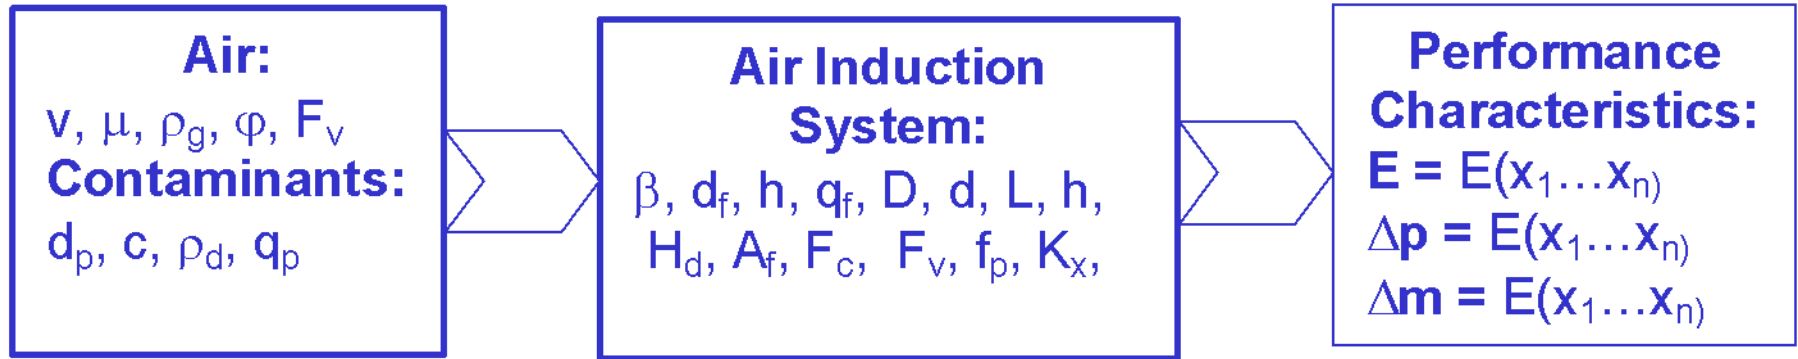 Air:
v, μ, ρg, φ, Fv
Contaminants:
dp, c, ρd, qp
Air Induction
System:
β, df, h, qf, D, d, L, h,
Hd, Af, Fc, Fv, fp, Kx,
Performance
Characteristics:
E = E(x1...xn)
Δp = E(x1...xn)
Δm = E(x1...xn)